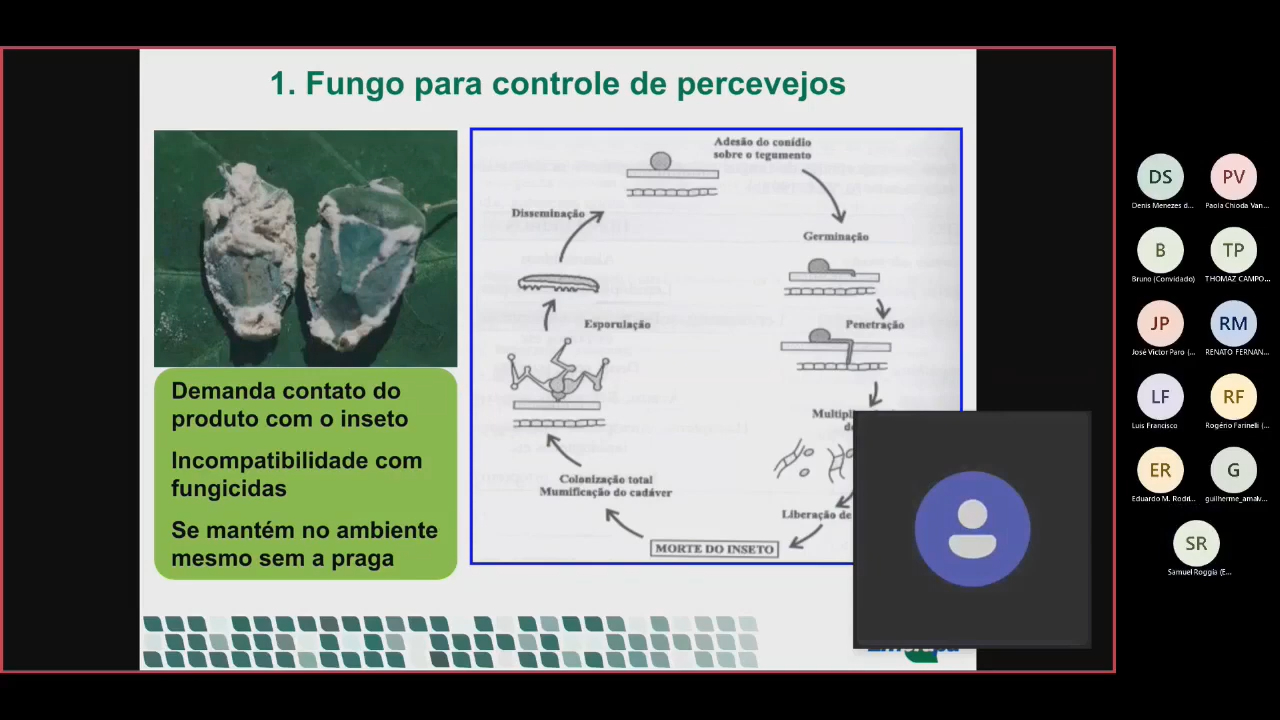 1. Fungo para controle de percevejos
Demanda contato do
produto com o inseto
Incompatibilidade com
fungicidas
Se mantém no ambiente
mesmo sem a praga
Adesão do conídio
sobre o tegumento
Disseminação
Germinação
Esporulação
Penetração
Colonização total
Mumificação do cadáver
Liberação de
MORTE DO INSETO
DS
Denis Menezes d...
PV
Paola Chioda Van...
B
Bruno (Convidado)
TP
THOMAZ CAMPO...
JP
José Victor Paro (...
RM
RENATO FERNAN...
LF
Luis Francisco
RF
Rogério Farinelli (...
ER
Eduardo M. Rodri...
G
guilherme_amalv...
SR
Samuel Roggia (E...